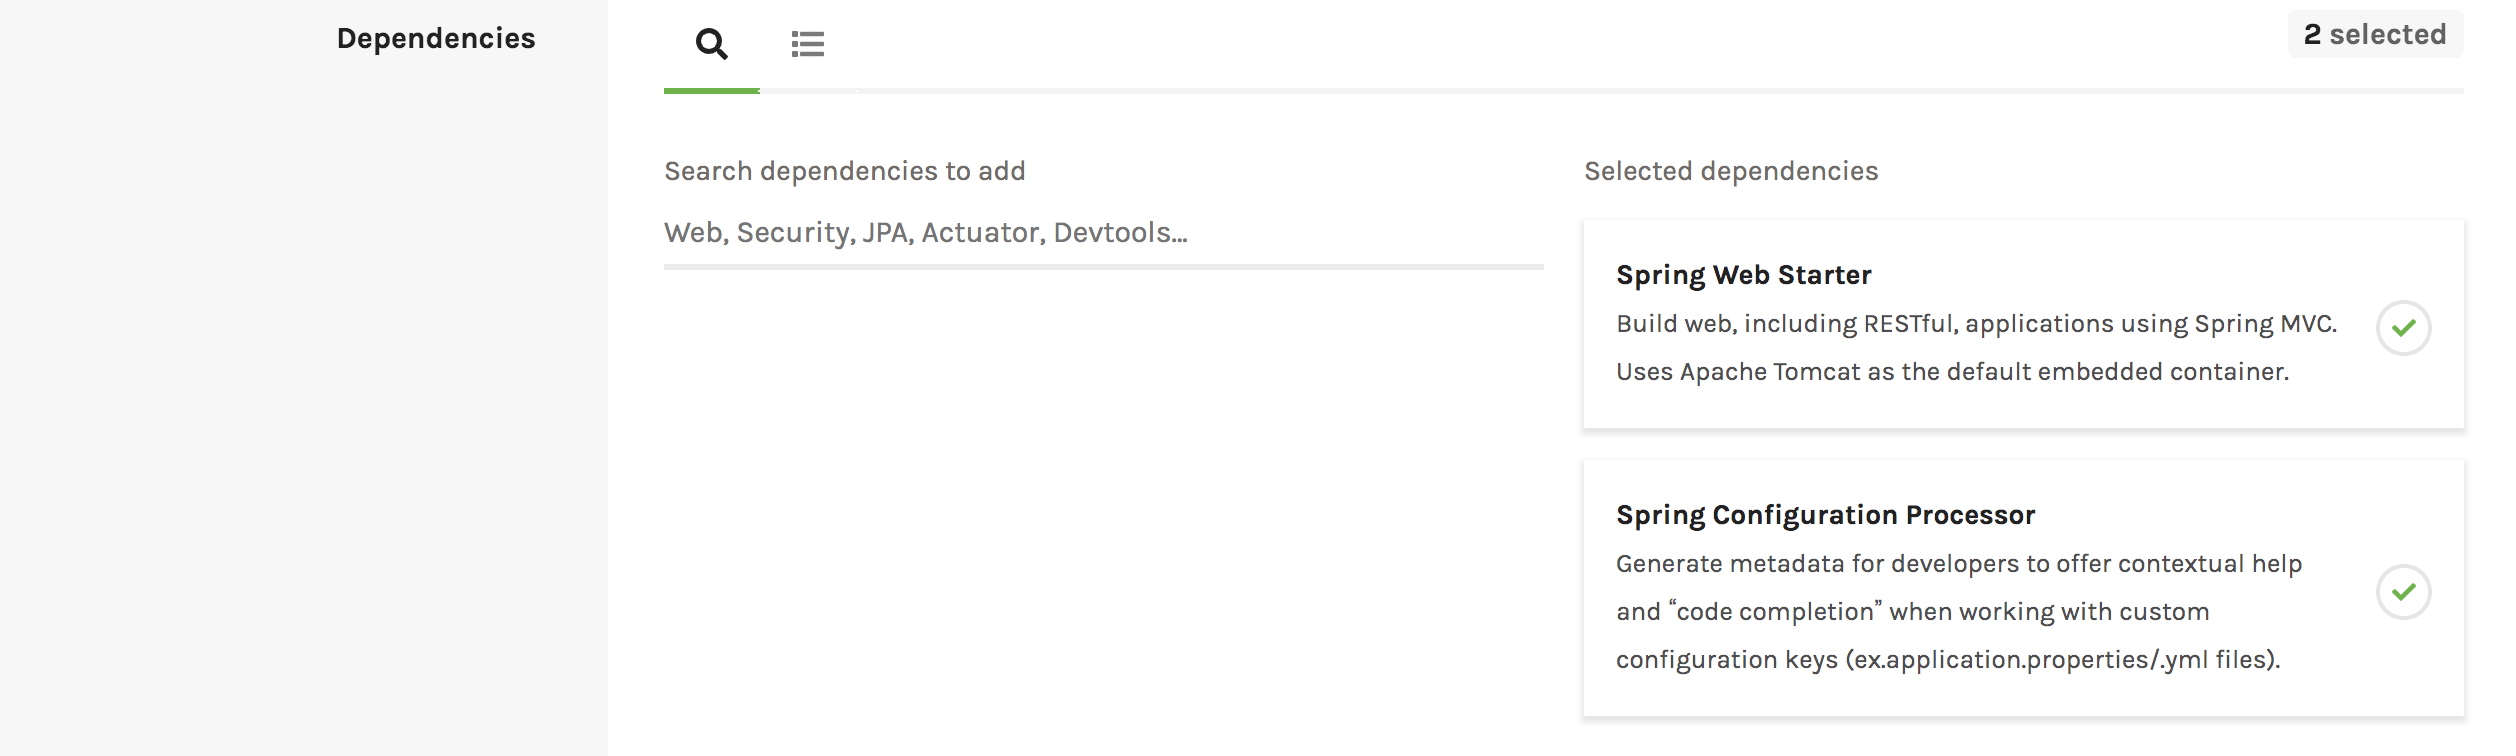 Dependencies
2 selected
Search dependencies to add
Web, Security, JPA, Actuator, Devtools...
Selected dependencies
Spring Web Starter
Build web, including RESTful, applications using Spring MVC.
Uses Apache Tomcat as the default embedded container.
Spring Configuration Processor
Generate metadata for developers to offer contextual help
and “code completion” when working with custom
configuration keys (ex.application.properties/.yml files).